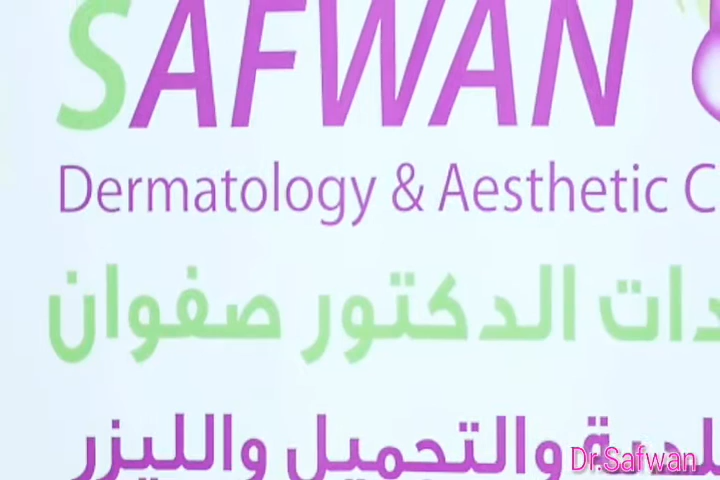 SAFWAN
Dermatology & Aesthetic C
الدكتور صفوان
والتجميل والليزر
Dr.Safwan